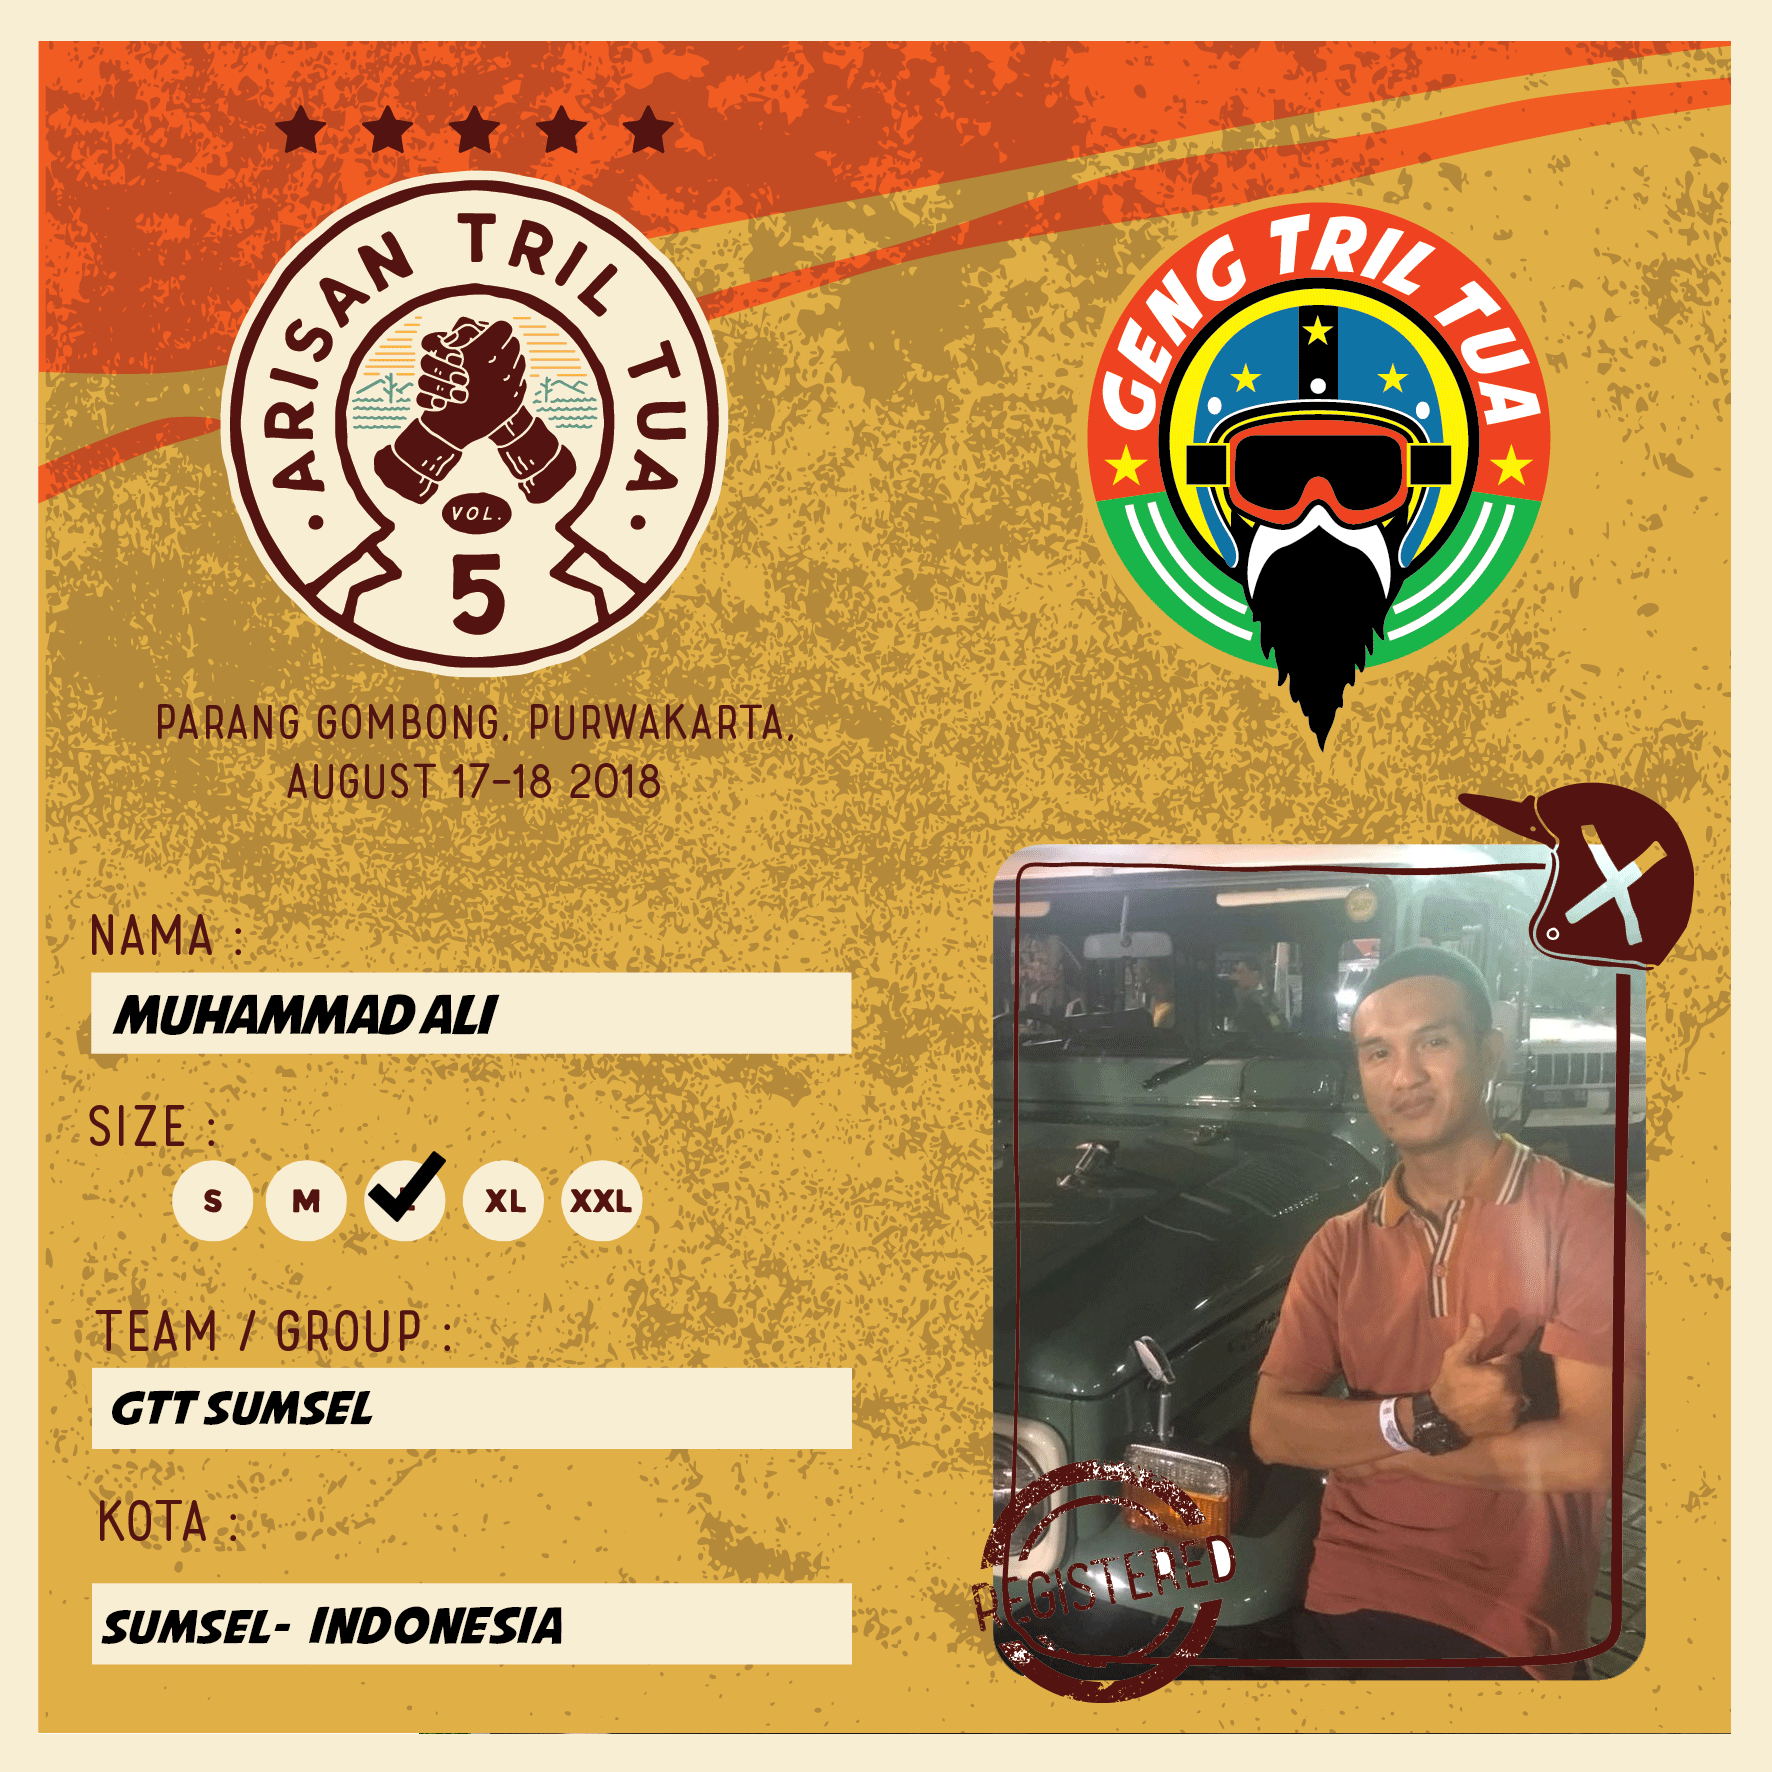 ARISAN TRIL TUA
VOL.
5
GENG TRIL TUA
PARANG GOMBONG, PURWAKARTA,
AUGUST 17-18 2018
NAMA :
MUHAMMAD ALI
SIZE :
S M XL XXL
TEAM / GROUP :
GTT SUMSEL
KOTA :
SUMSEL- INDONESIA
REGISTERED